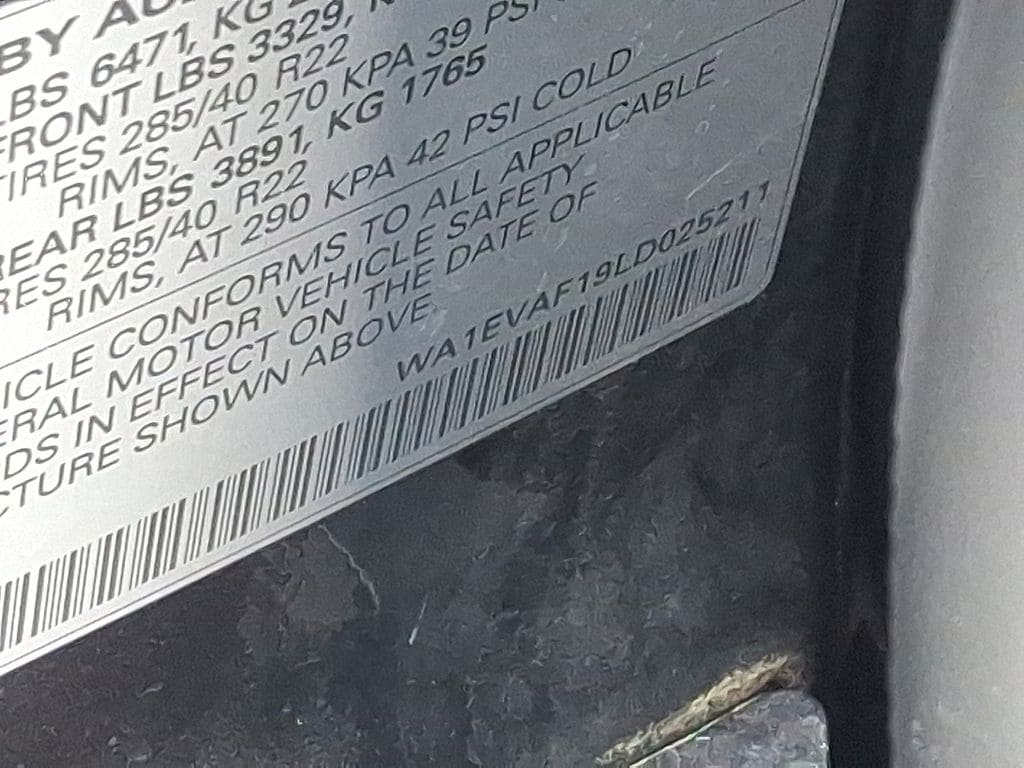 BY AU
LBS 6471, KG
FRONT LBS 3329,
TIRES 285/40 R22
RIMS, AT 270 KPA 39 PSI
REAR LBS 3891, KG 1765
RES 285/40 R22
RIMS, AT 290 KPA 42 PSI COLD
ICLE CONFORMS TO ALL APPLICABLE
ERAL MOTOR VEHICLE SAFETY
DS IN EFFECT ON THE DATE OF
CTURE SHOWN ABOVE.
WA1EVAF19LD025211